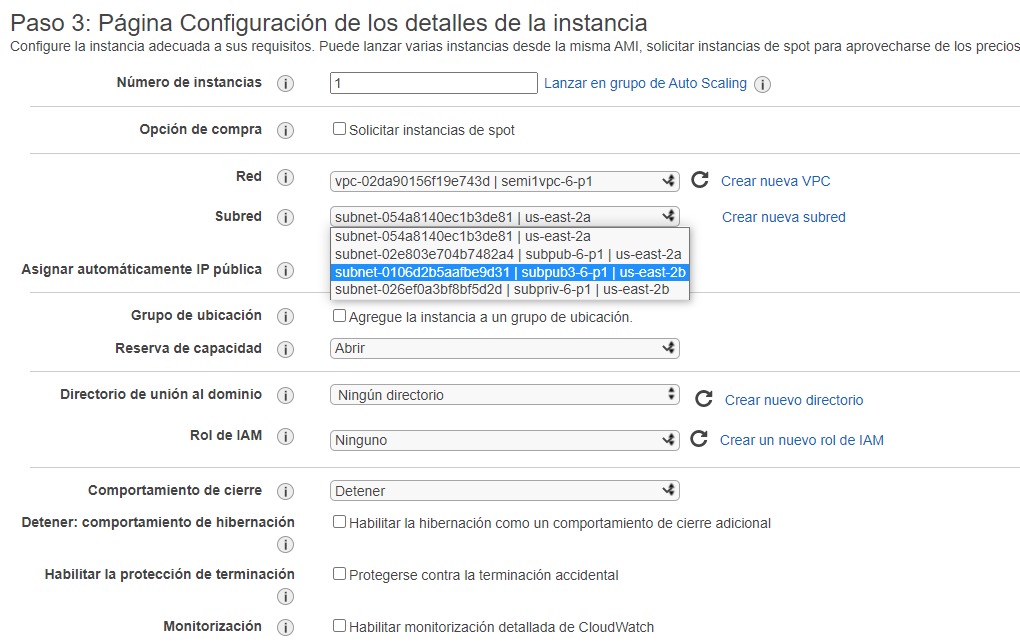 Paso 3: Página Configuración de los detalles de la instancia
Configure la instancia adecuada a sus requisitos. Puede lanzar varias instancias desde la misma AMI, solicitar instancias de spot para aprovecharse de los precios
Número de instancias i 1 Lanzar en grupo de Auto Scaling i
Opción de compra i Solicitar instancias de spot
Red i vpc-02da90156f19e743d | semi1vpc-6-p1 Crear nueva VPC
Subred i subnet-054a8140ec1b3de81 | us-east-2a Crear nueva subred
subnet-054a8140ec1b3de81 | us-east-2a
subnet-02e803e704b7482a4 | subpub-6-p1 | us-east-2a
Asignar automáticamente IP pública i subnet-0106d2b5aafbe9d31 | subpub3-6-p1 | us-east-2b
subnet-026ef0a3bf8bf5d2d | subpriv-6-p1 | us-east-2b
Grupo de ubicación i Agregue la instancia a un grupo de ubicación.
Reserva de capacidad i Abrir
Directorio de unión al dominio i Ningún directorio Crear nuevo directorio
Rol de IAM i Ninguno Crear un nuevo rol de IAM
Comportamiento de cierre i Detener
Detener: comportamiento de hibernación i Habilitar la hibernación como un comportamiento de cierre adicional
Habilitar la protección de terminación i Protegerse contra la terminación accidental
Monitorización i Habilitar monitorización detallada de CloudWatch